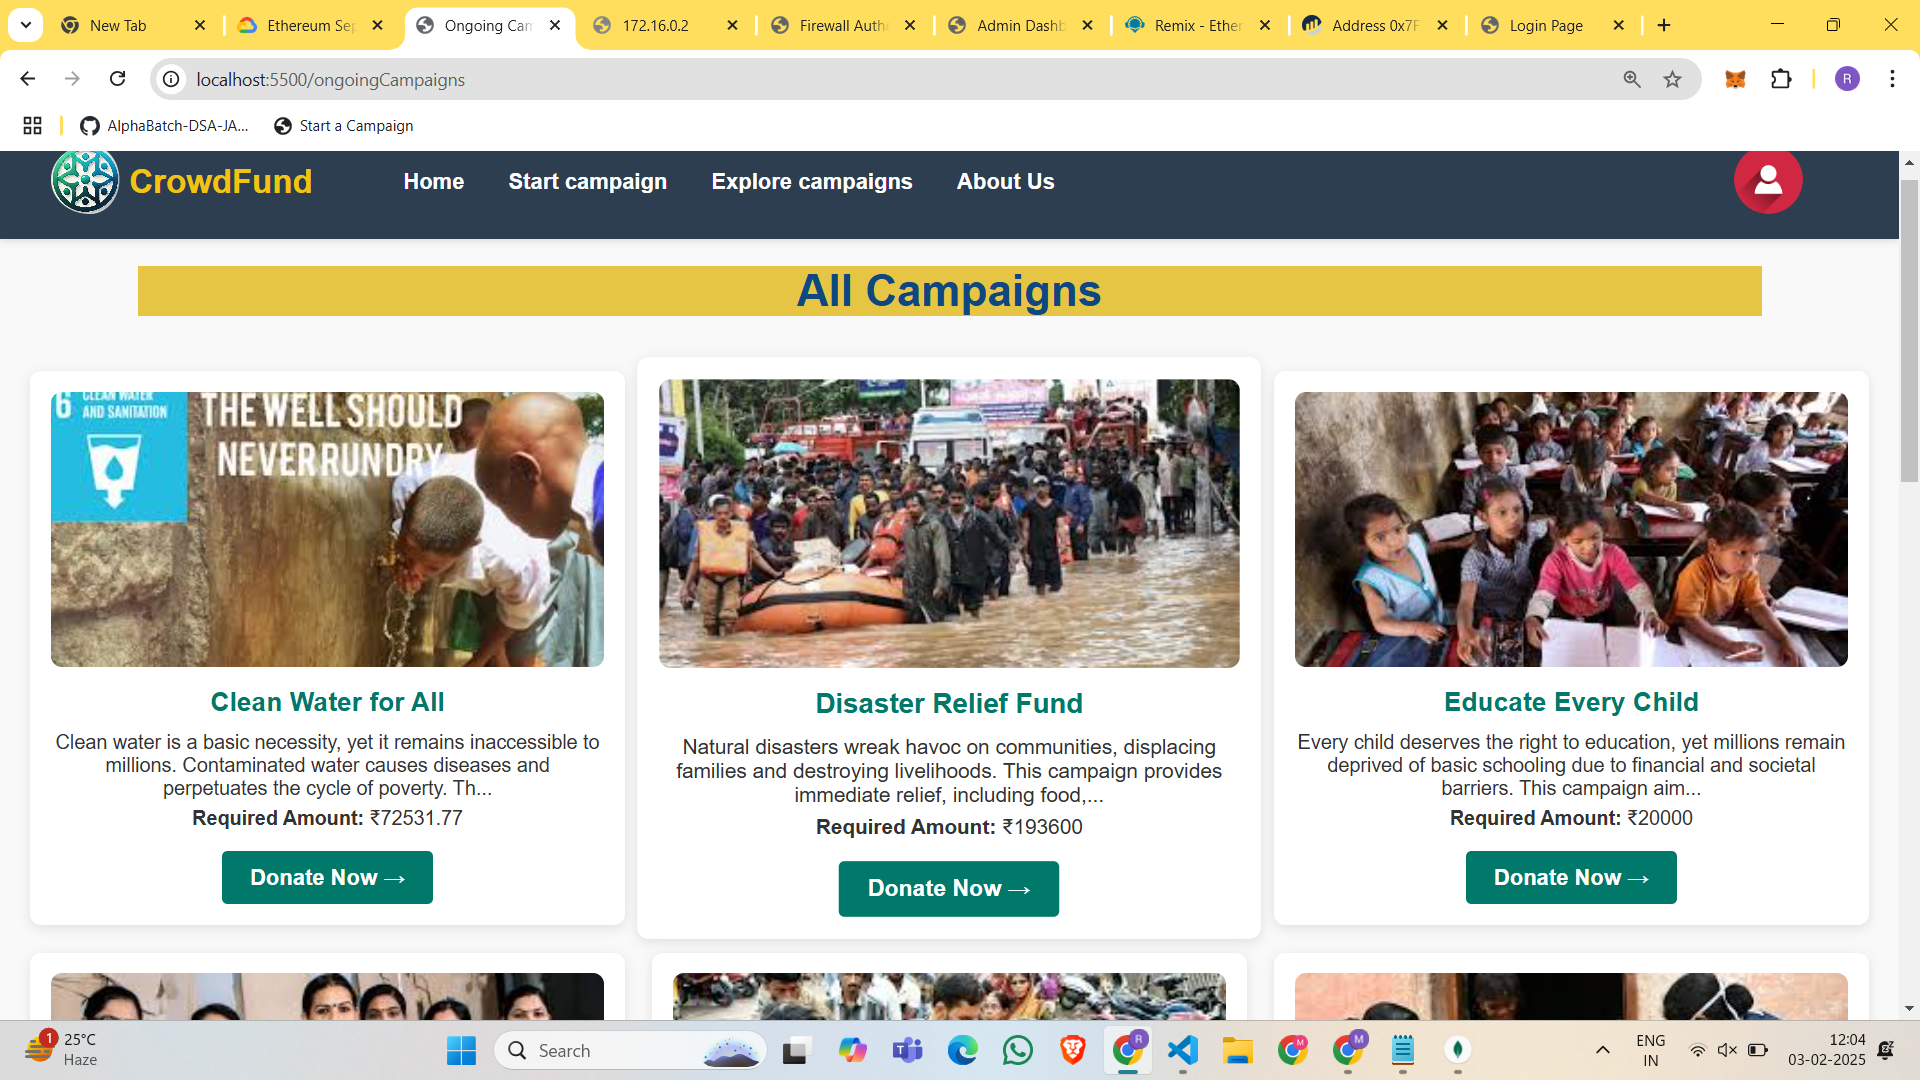 New Tab
Ethereum Sep
Ongoing Cam
172.16.0.2
Firewall Authe
Admin Dashb
Remix - Ether
Address 0x7F
Login Page
localhost:5500/ongoingCampaigns
R
AlphaBatch-DSA-JA...
Start a Campaign
CrowdFund
Home
Start campaign
Explore campaigns
About Us
All Campaigns
6 CLEAN WATER
AND SANITATION
THE WELL SHOULD
NEVER RUN DRY
Clean Water for All
Clean water is a basic necessity, yet it remains inaccessible to
millions. Contaminated water causes diseases and
perpetuates the cycle of poverty. Th...
Required Amount: ₹72531.77
Donate Now →
Disaster Relief Fund
Natural disasters wreak havoc on communities, displacing
families and destroying livelihoods. This campaign provides
immediate relief, including food,...
Required Amount: ₹193600
Donate Now →
Educate Every Child
Every child deserves the right to education, yet millions remain
deprived of basic schooling due to financial and societal
barriers. This campaign aim...
Required Amount: ₹20000
Donate Now →
1
25°C
Haze
Search
R
M
M
ENG
IN
12:04
03-02-2025